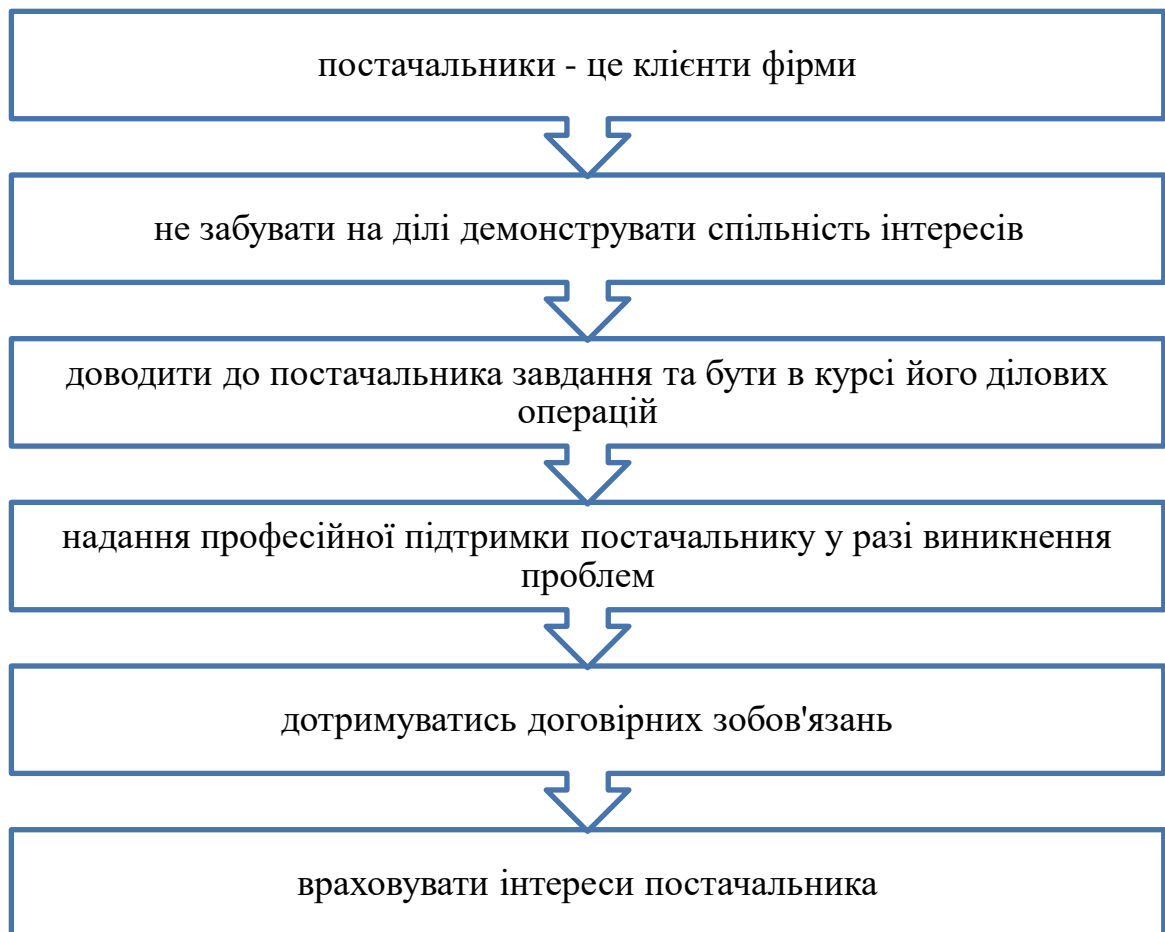 постачальники - це клієнти фірми
не забувати на ділі демонструвати спільність інтересів
доводити до постачальника завдання та бути в курсі його ділових
операцій
надання професійної підтримки постачальнику у разі виникнення
проблем
дотримуватись договірних зобов'язань
враховувати інтереси постачальника